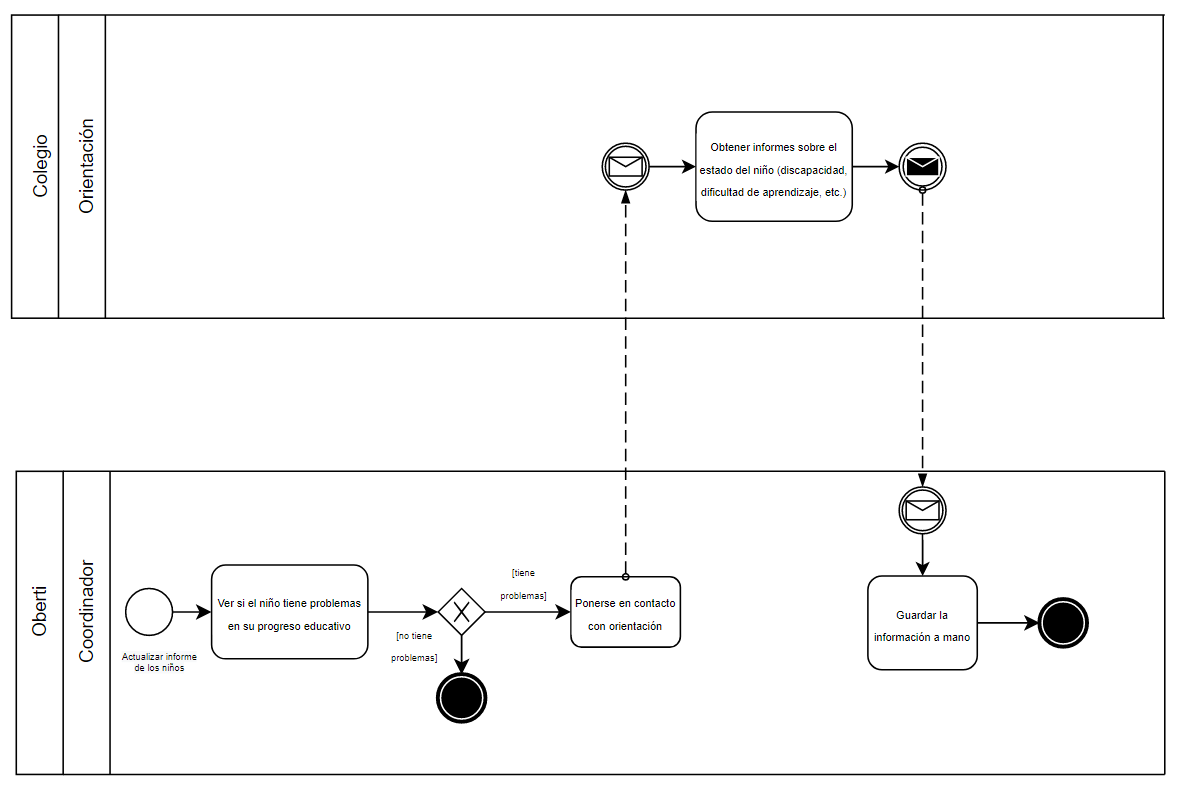 Colegio
Orientación
Obtener informes sobre el
estado del niño (discapacidad,
dificultad de aprendizaje, etc.)
Oberti
Coordinador
Actualizar informe
de los niños
Ver si el niño tiene problemas
en su progreso educativo
[no tiene
problemas]
[tiene
problemas]
Ponerse en contacto
con orientación
Guardar la
información a mano